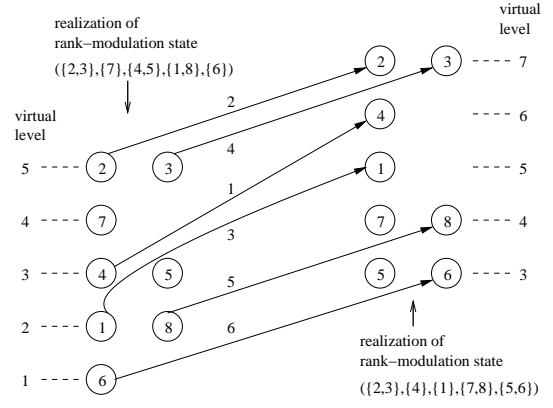 realization of
rank−modulation state
({2,3},{7},{4,5},{1,8},{6})
virtual
level
2 3 7
2
4 6
4
virtual
level
5 2 3 1 5
1
4 7 3 7 8 4
3 4 5 5 5 6 3
2 1 8 6
realization of
rank−modulation state
1 6
({2,3},{4},{1},{7,8},{5,6})